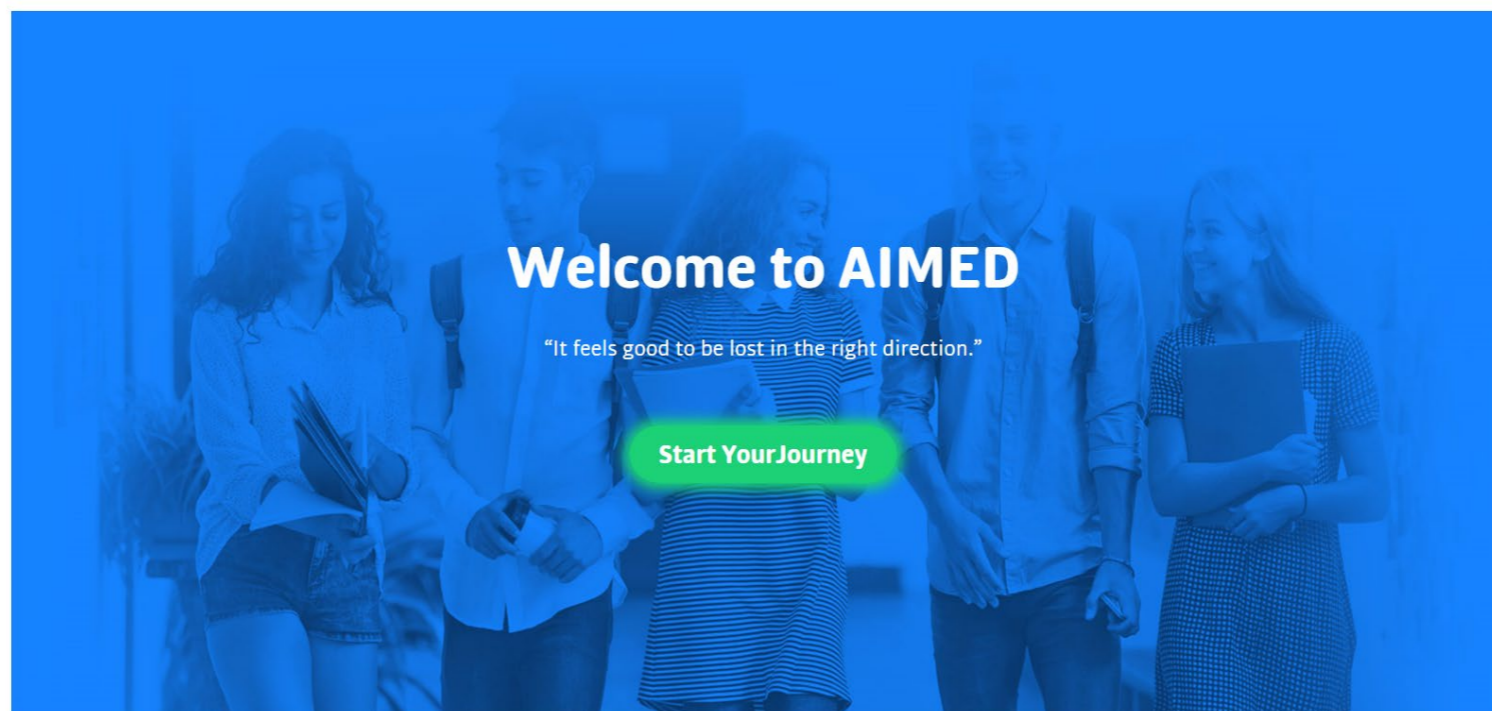 Welcome to AIMED
“It feels good to be lost in the right direction.”
Start YourJourney